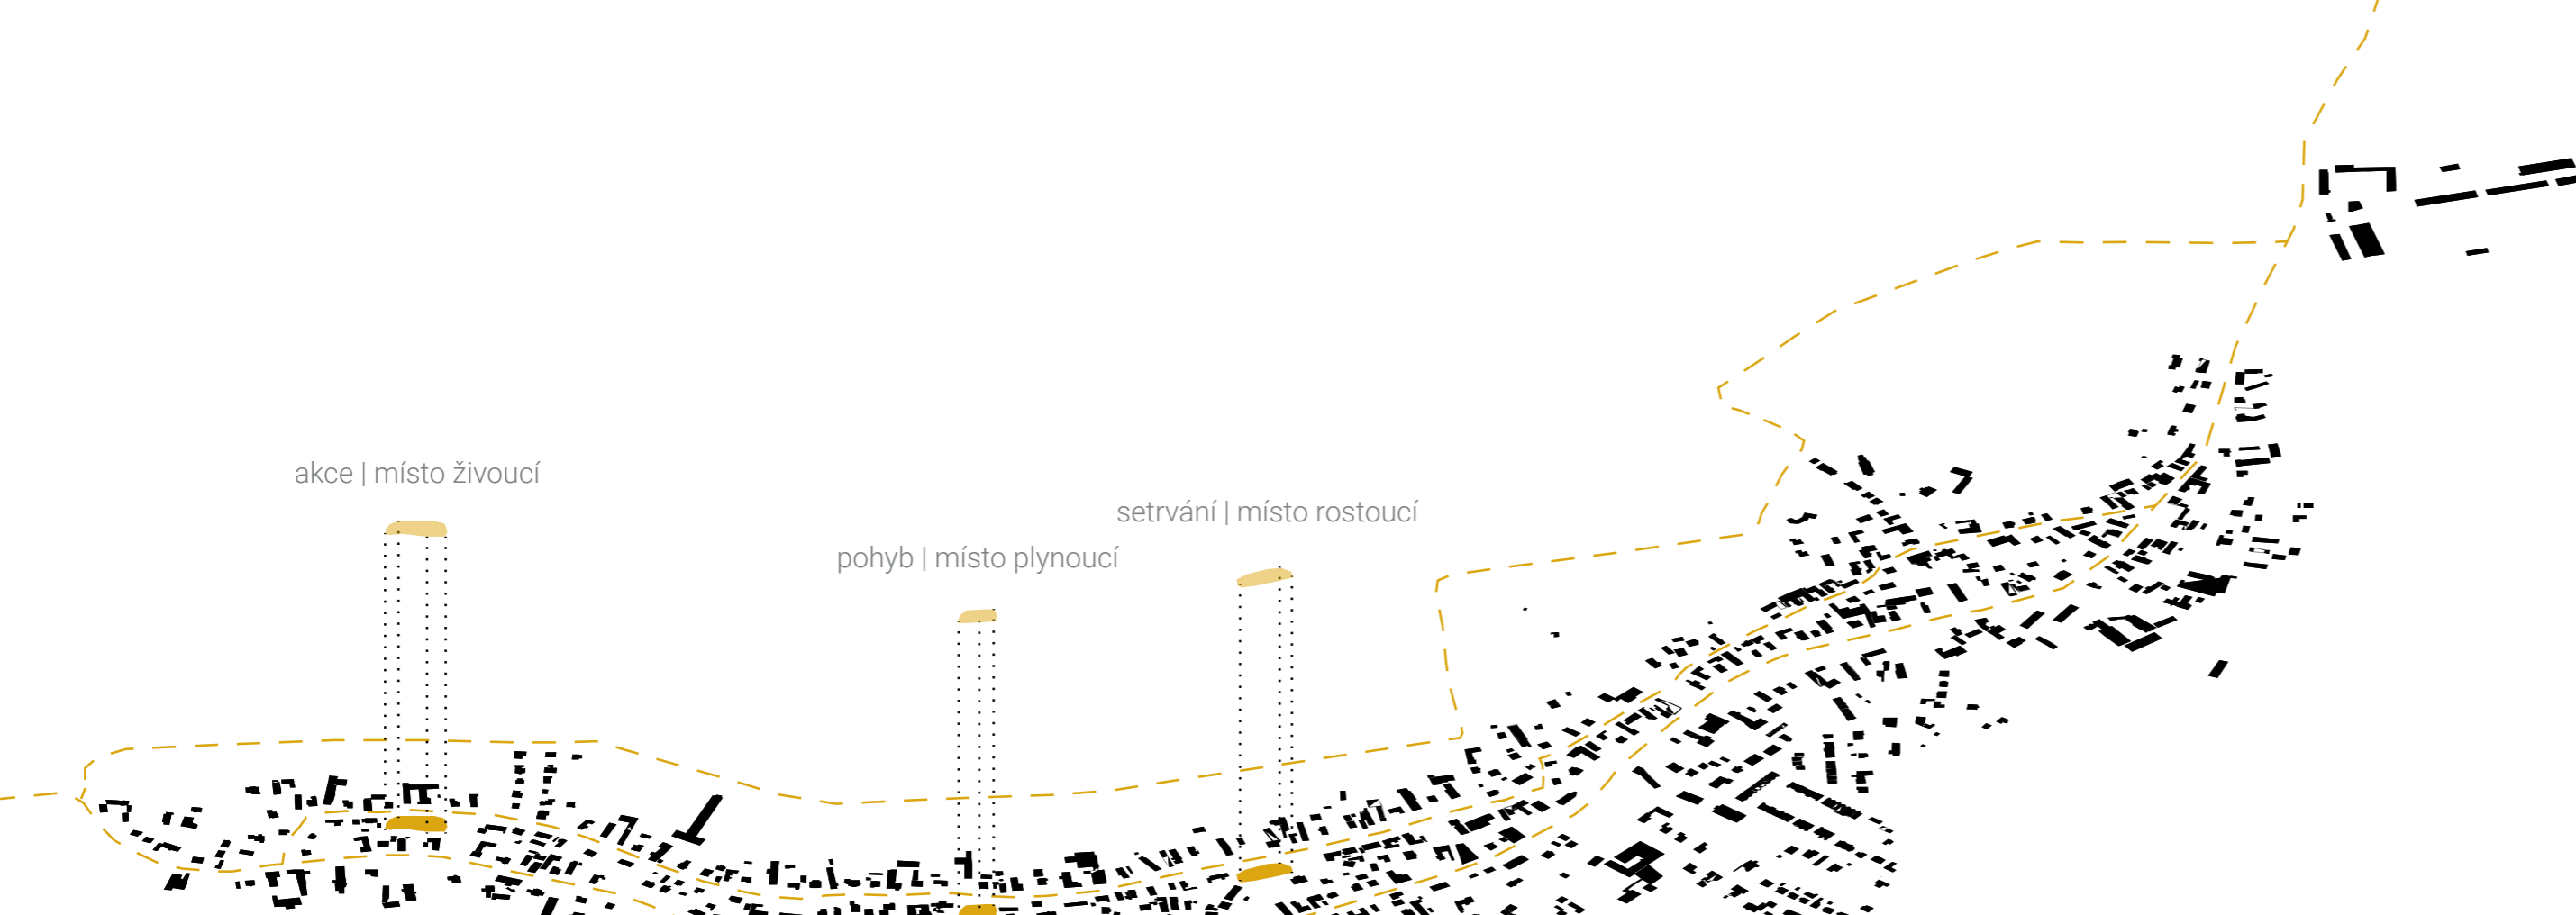 akce | místo živoucí
pohyb | místo plynoucí
setrvání | místo rostoucí